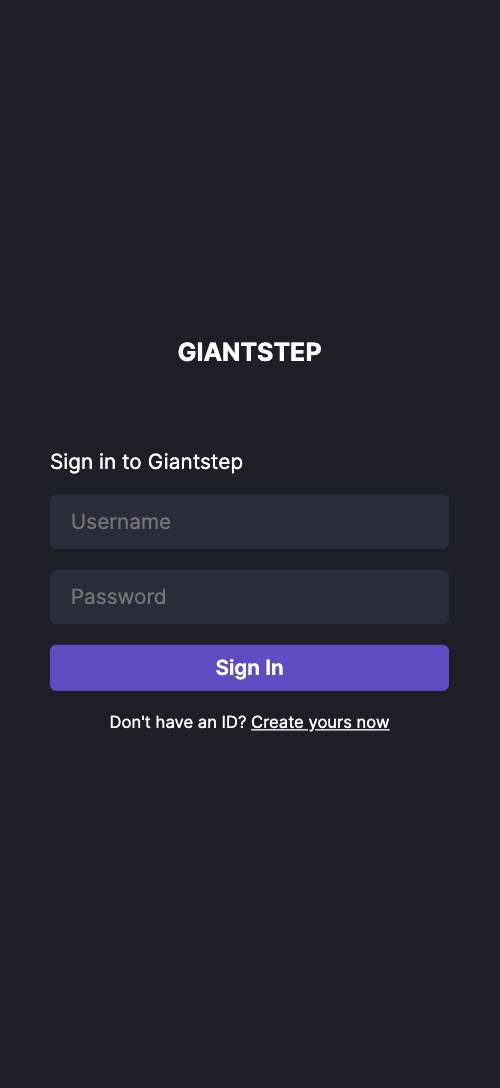 GIANTSTEP
Sign in to Giantstep
Username
Password
Sign In
Don't have an ID? Create yours now